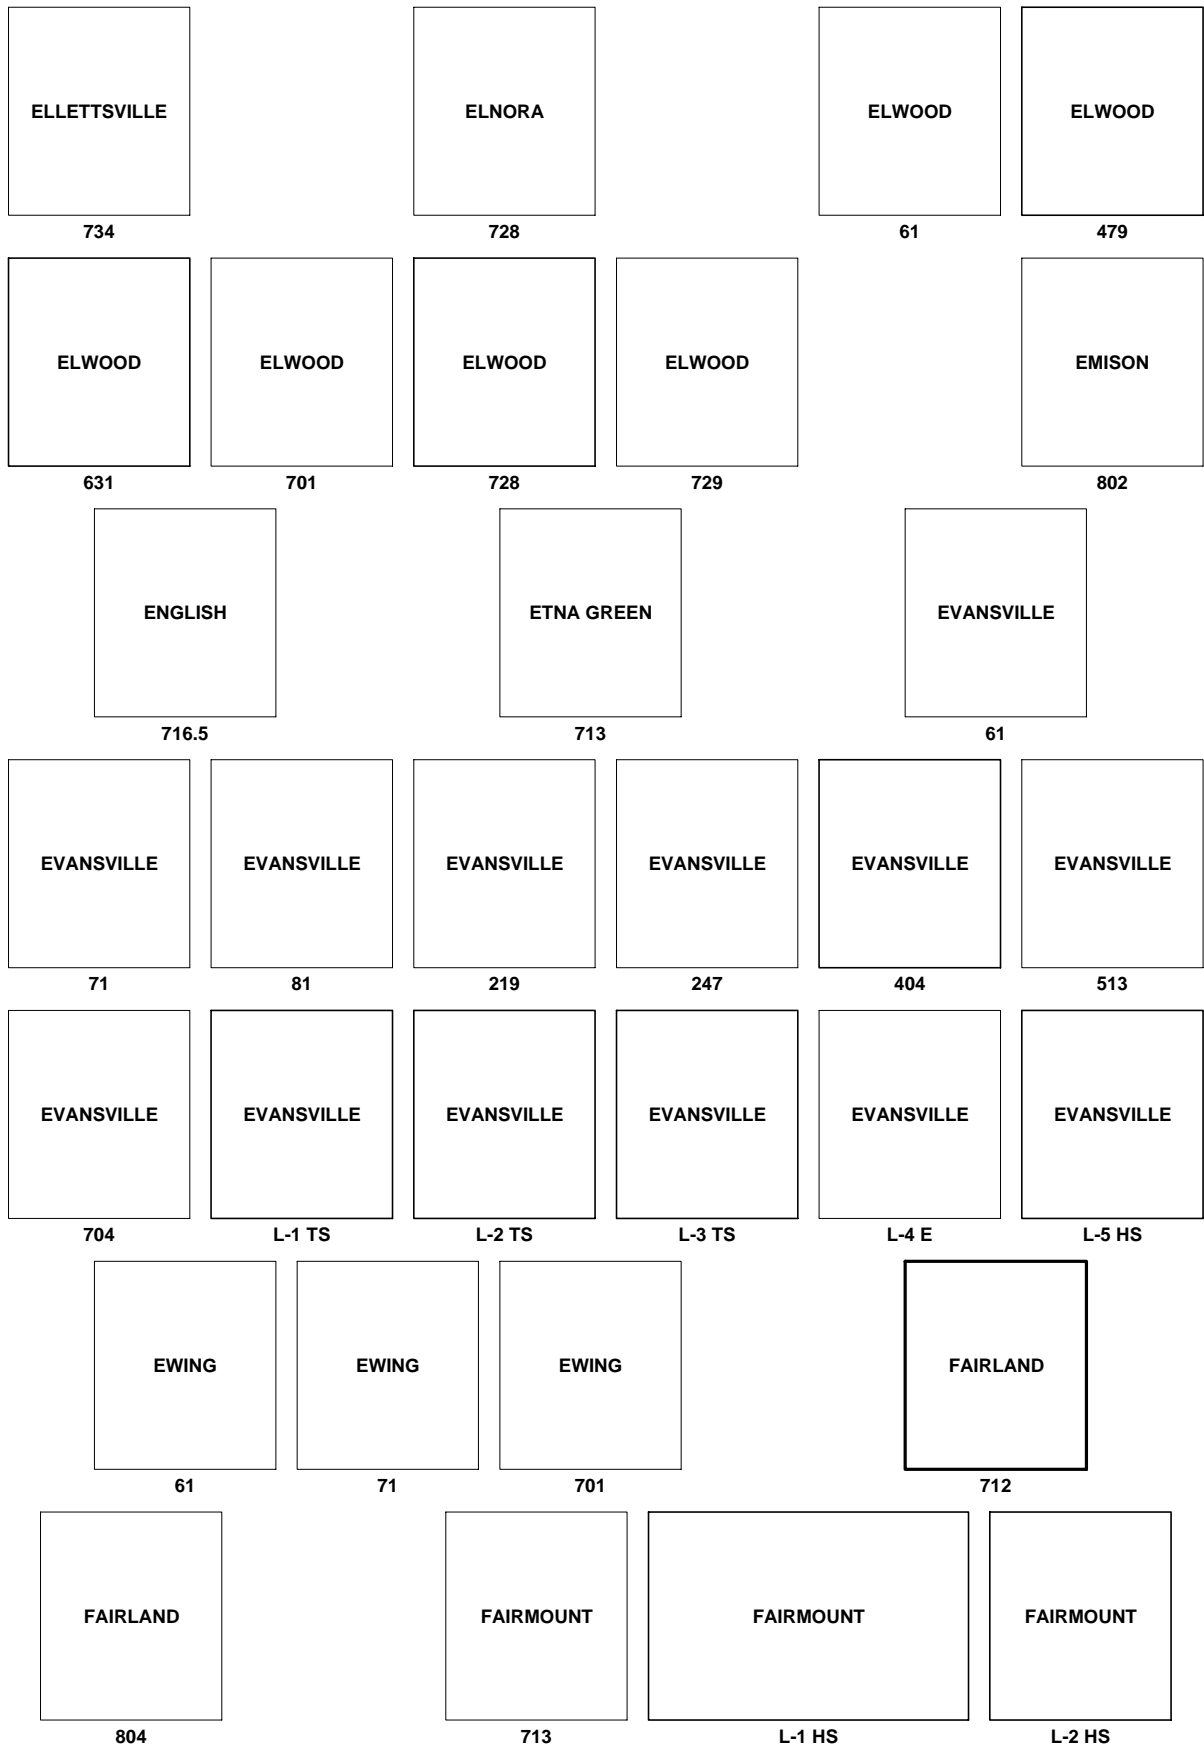 ELLETTSVILLE ELNORA ELWOOD ELWOOD
734 728 61 479
ELWOOD ELWOOD ELWOOD ELWOOD EMISON
631 701 728 729 802
ENGLISH ETNA GREEN EVANSVILLE
716.5 713 61
EVANSVILLE EVANSVILLE EVANSVILLE EVANSVILLE EVANSVILLE EVANSVILLE
71 81 219 247 404 513
EVANSVILLE EVANSVILLE EVANSVILLE EVANSVILLE EVANSVILLE EVANSVILLE
704 L-1 TS L-2 TS L-3 TS L-4 E L-5 HS
EWING EWING EWING FAIRLAND
61 71 701 712
FAIRLAND FAIRMOUNT FAIRMOUNT FAIRMOUNT
804 713 L-1 HS L-2 HS